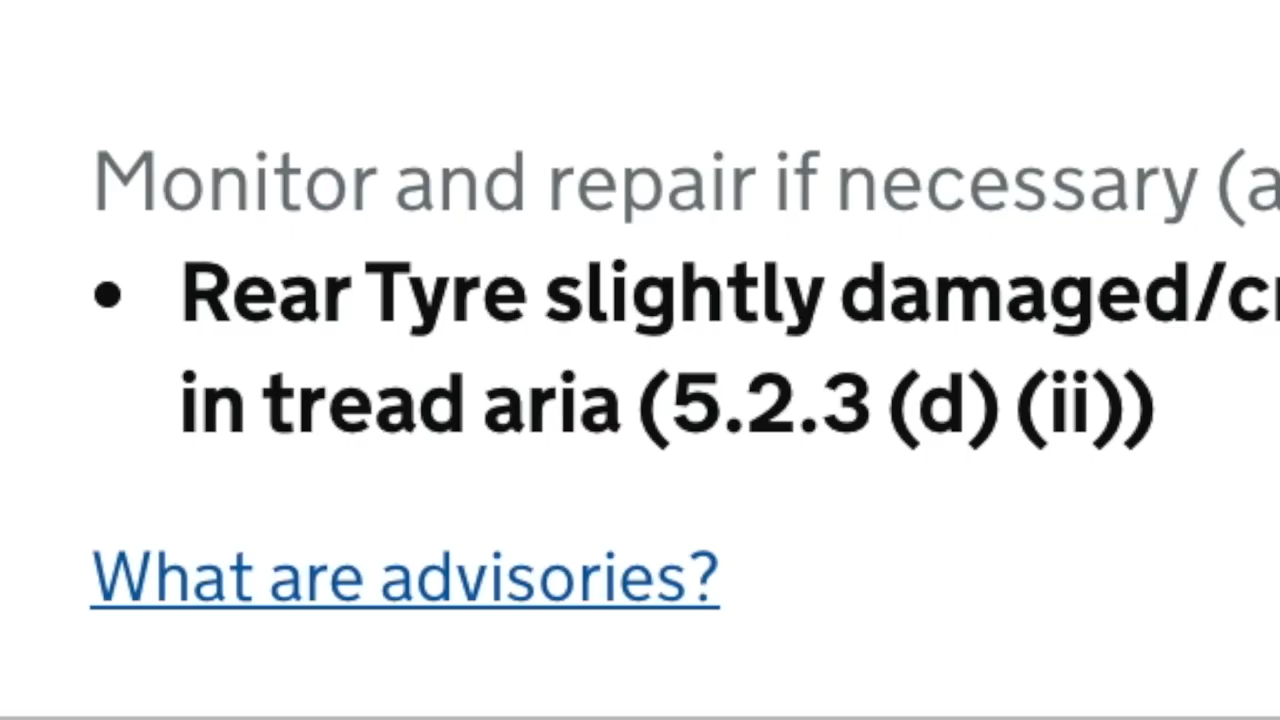 Monitor and repair if necessary (a
• Rear Tyre slightly damaged/cr
in tread aria (5.2.3 (d) (ii))
What are advisories?